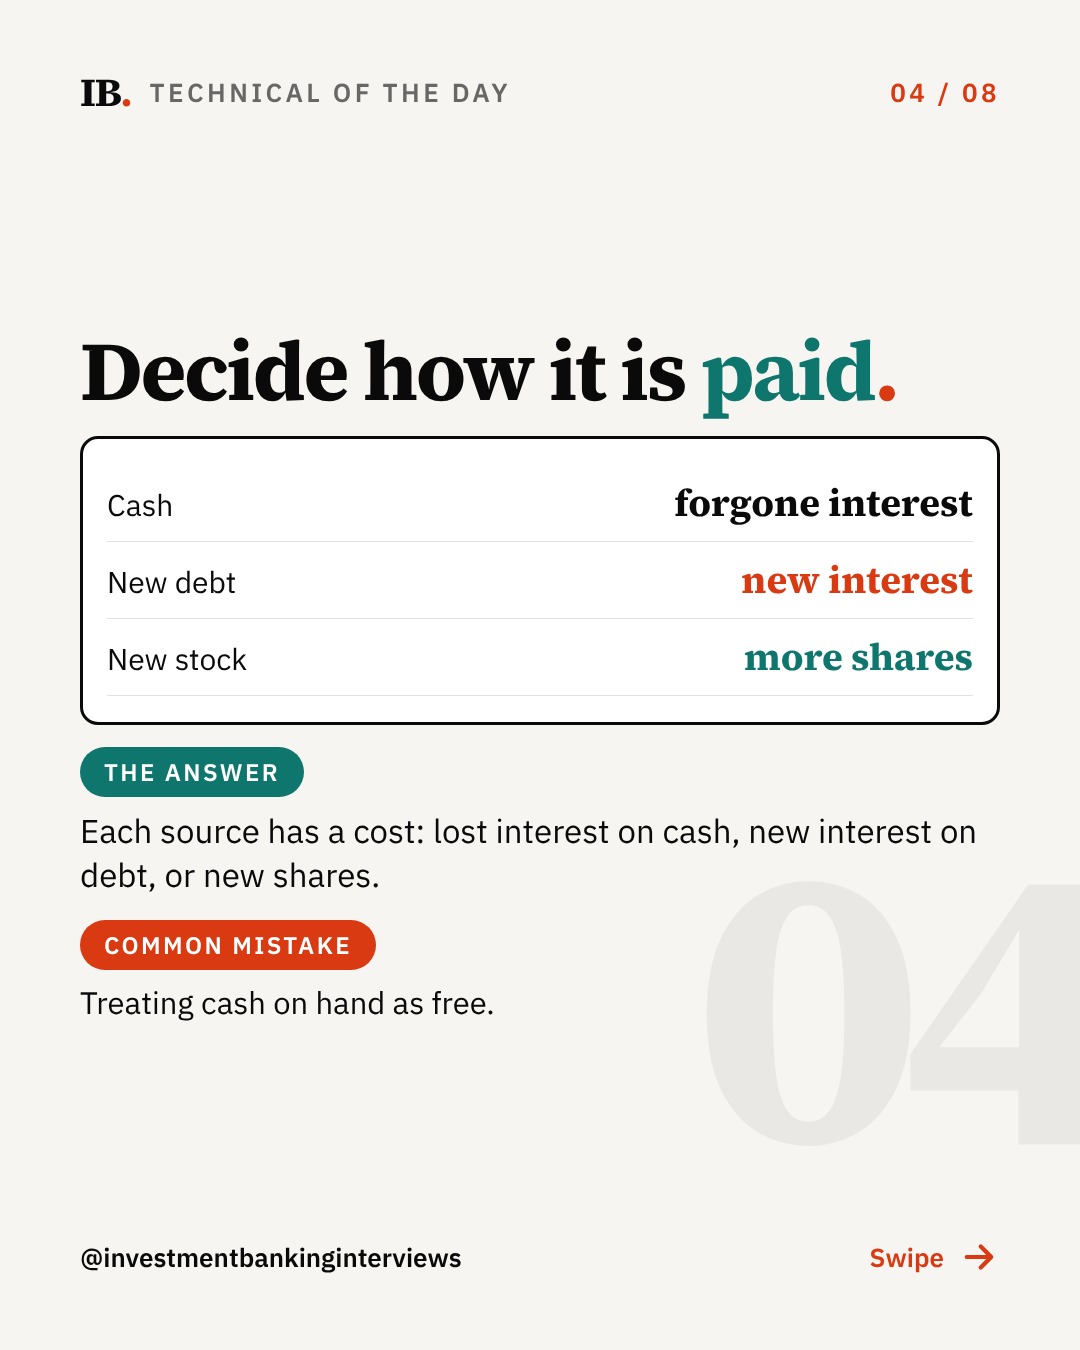 IB. TECHNICAL OF THE DAY 04 / 08
Decide how it is paid.
Cash forgone interest
New debt new interest
New stock more shares
THE ANSWER
Each source has a cost: lost interest on cash, new interest on
debt, or new shares.
COMMON MISTAKE
Treating cash on hand as free.
04
@investmentbankinginterviews Swipe →